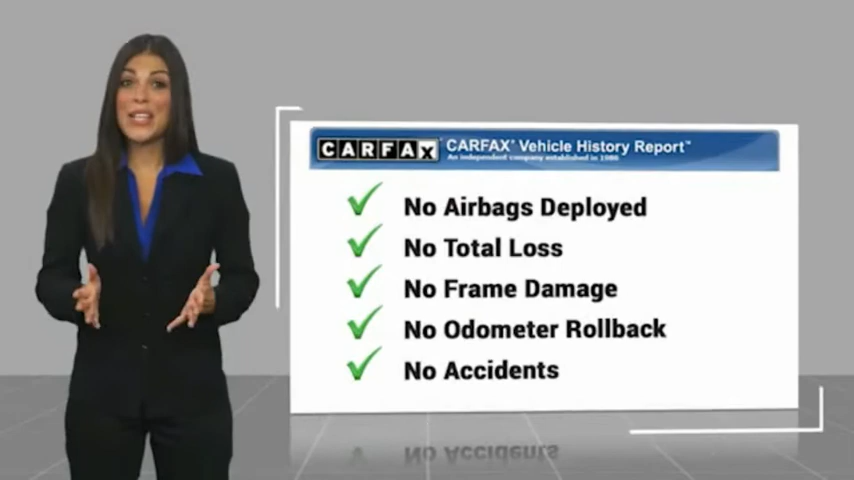 CARFAX CARFAX® Vehicle History Report™
An independent company established in 1986
No Airbags Deployed
No Total Loss
No Frame Damage
No Odometer Rollback
No Accidents
No Accidents